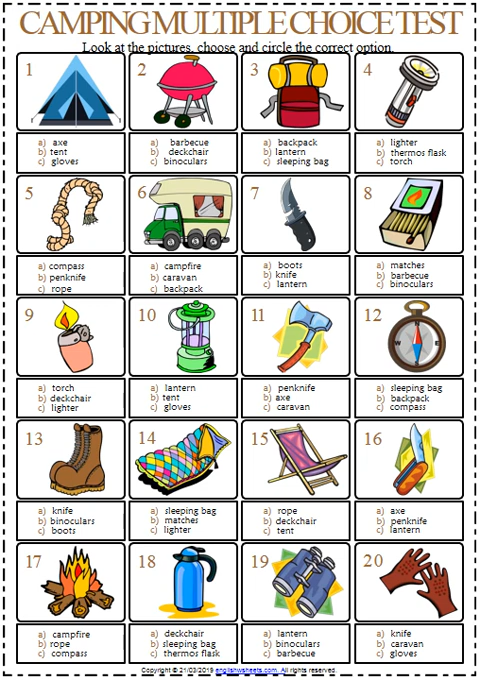 CAMPING MULTIPLE CHOICE TEST
Look at the pictures, choose and circle the correct option.
1
2
3
4
a) axe
b) tent
c) gloves
a) barbecue
b) deckchair
c) binoculars
a) backpack
b) lantern
c) sleeping bag
a) lighter
b) thermos flask
c) torch
5
6
7
8
a) compass
b) penknife
c) rope
a) campfire
b) caravan
c) backpack
a) boots
b) knife
c) lantern
a) matches
b) barbecue
c) binoculars
9
10
11
12
a) torch
b) deckchair
c) lighter
a) lantern
b) tent
c) gloves
a) penknife
b) axe
c) caravan
a) sleeping bag
b) backpack
c) compass
13
14
15
16
a) knife
b) binoculars
c) boots
a) sleeping bag
b) matches
c) lighter
a) rope
b) deckchair
c) tent
a) axe
b) penknife
c) lantern
17
18
19
20
a) campfire
b) rope
c) compass
a) deckchair
b) sleeping bag
c) thermos flask
a) lantern
b) binoculars
c) barbecue
a) knife
b) caravan
c) gloves
Copyright © 21/03/2019 englishwsheets.com. All rights reserved.